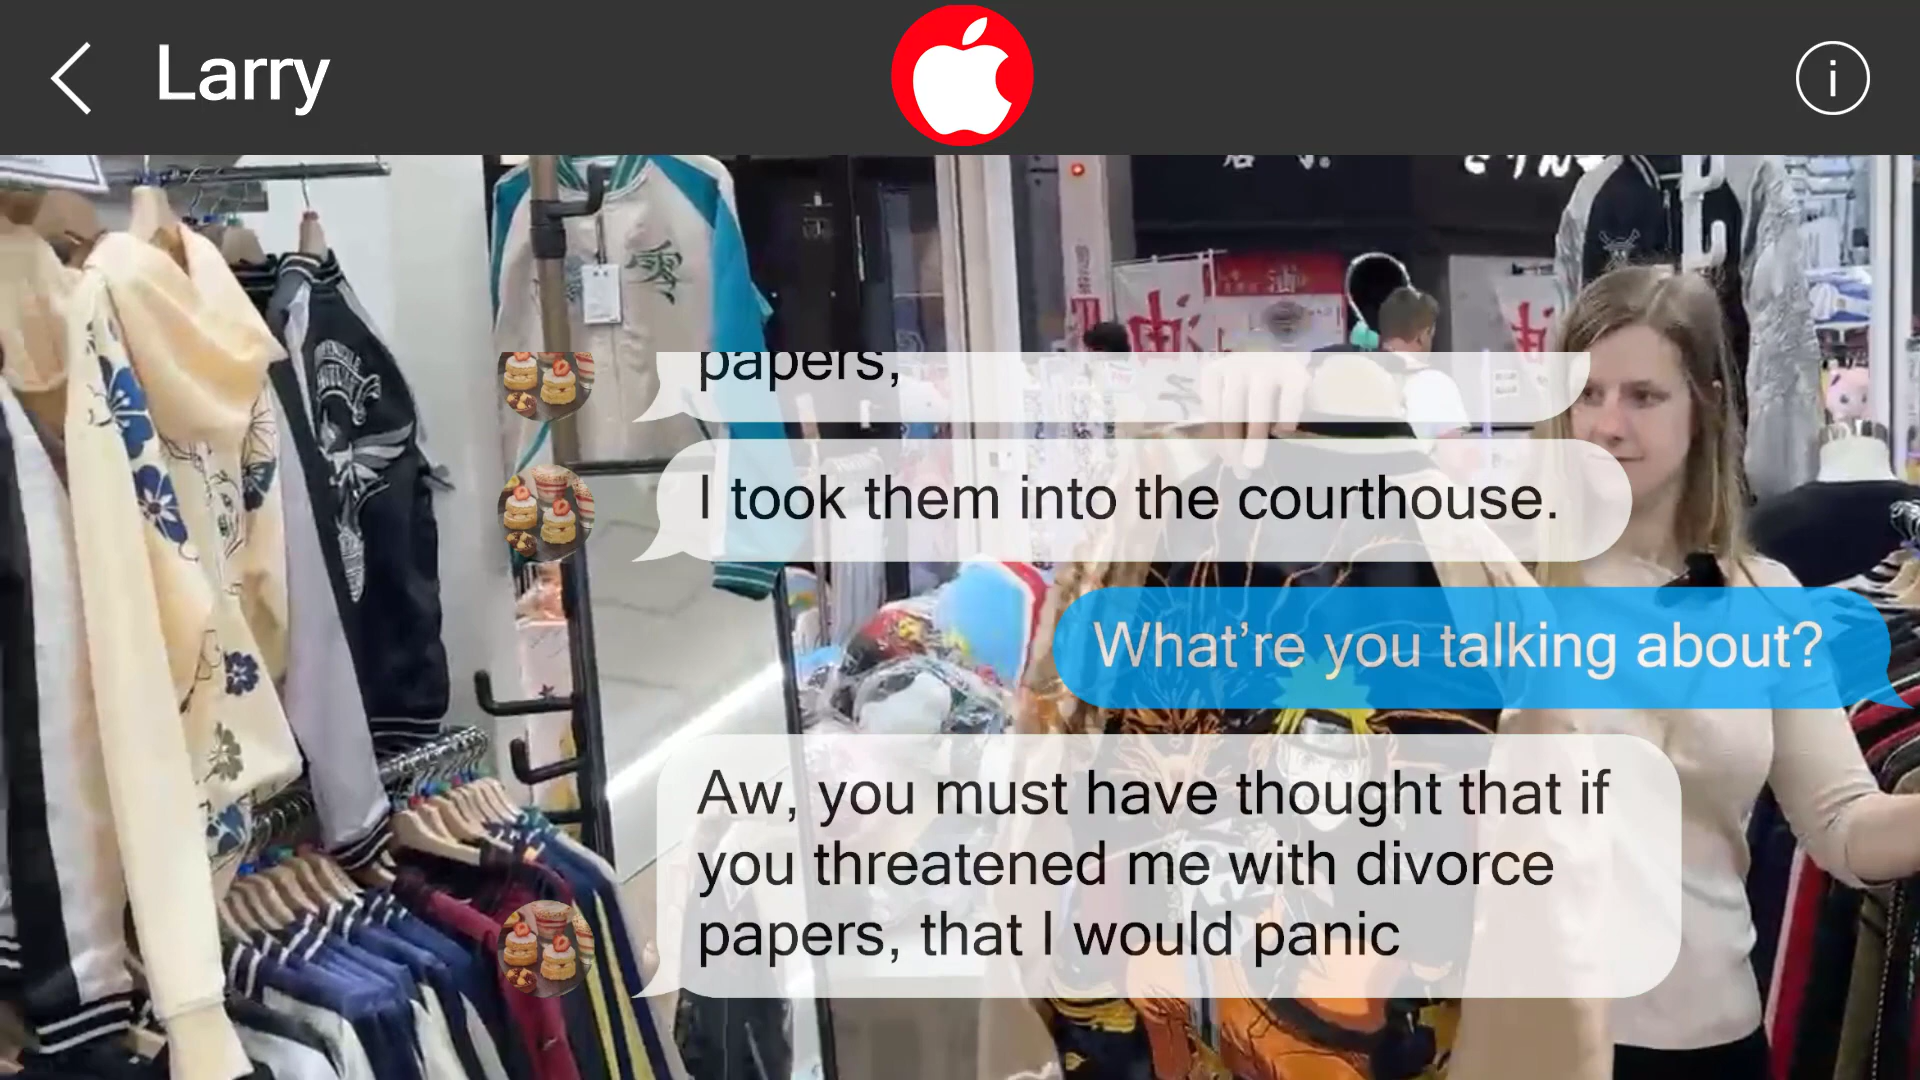 Larry
零
papers,
I took them into the courthouse.
What’re you talking about?
Aw, you must have thought that if
you threatened me with divorce
papers, that I would panic